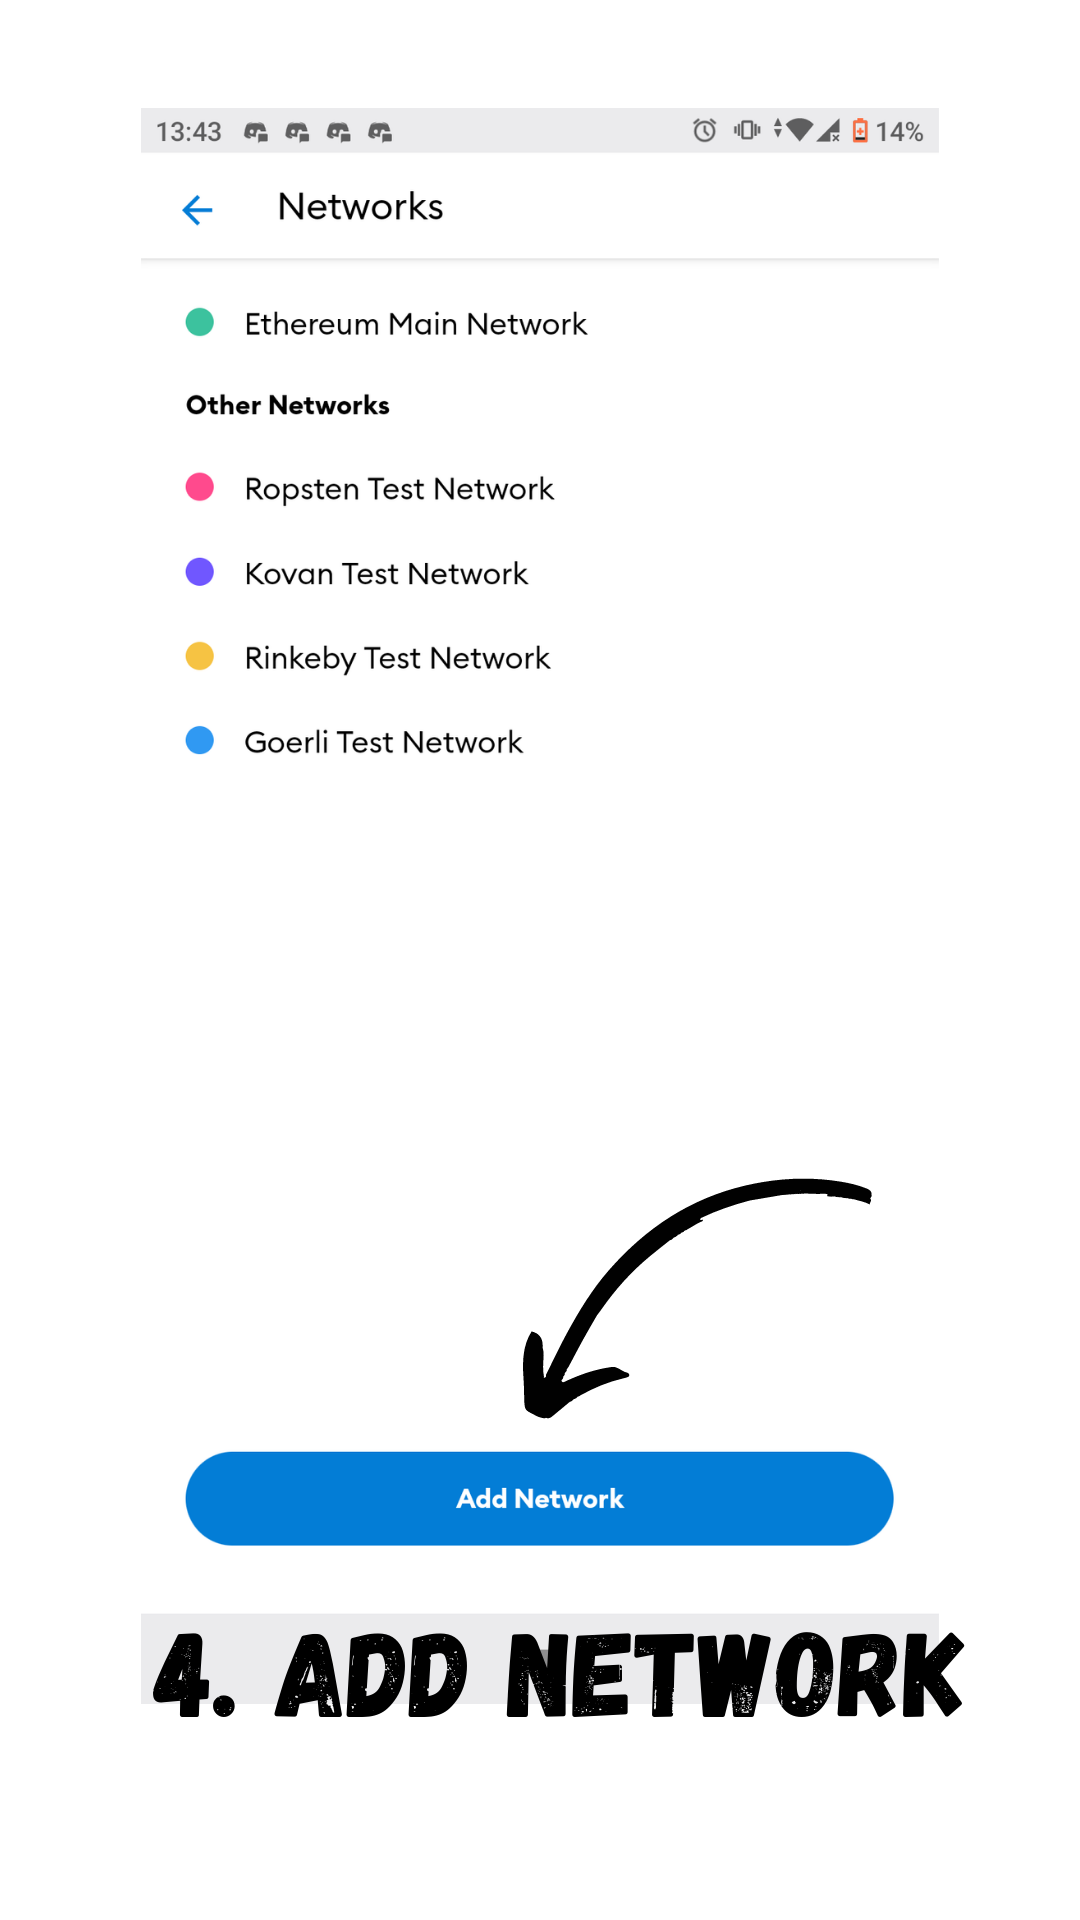 13:43
14%
Networks
Ethereum Main Network
Other Networks
Ropsten Test Network
Kovan Test Network
Rinkeby Test Network
Goerli Test Network
Add Network
4. ADD NETWORK